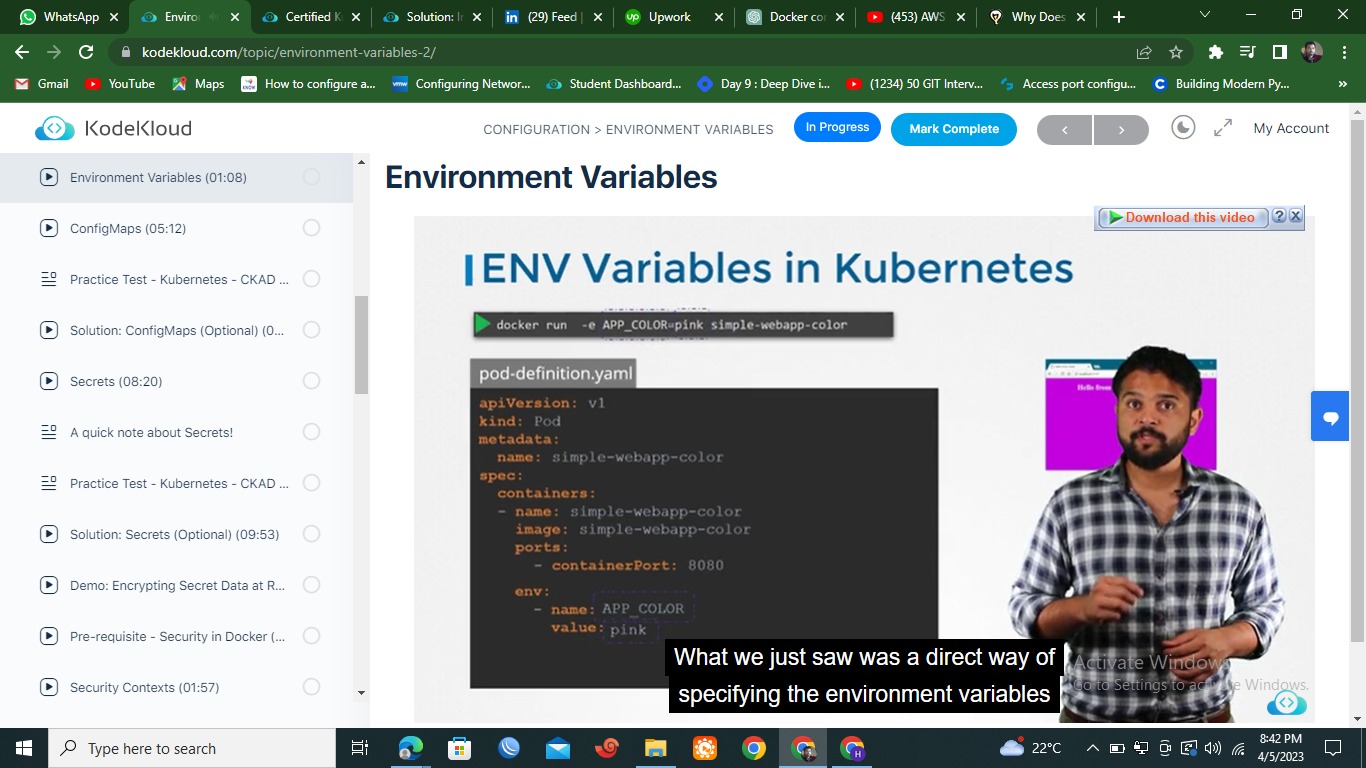 WhatsApp
Enviro
Certified K
Solution: I
(29) Feed |
Upwork
Docker co
(453) AWS
Why Does
kodekloud.com/topic/environment-variables-2/
Gmail
YouTube
Maps
How to configure a...
Configuring Networ...
Student Dashboard...
Day 9 : Deep Dive i...
(1234) 50 GIT Interv...
Access port configu...
Building Modern Py...
»
KodeKloud
CONFIGURATION > ENVIRONMENT VARIABLES
In Progress
Mark Complete
<
>
My Account
Environment Variables (01:08)
ConfigMaps (05:12)
Practice Test - Kubernetes - CKAD ...
Solution: ConfigMaps (Optional) (0...
Secrets (08:20)
A quick note about Secrets!
Practice Test - Kubernetes - CKAD ...
Solution: Secrets (Optional) (09:53)
Demo: Encrypting Secret Data at R...
Pre-requisite - Security in Docker (...
Security Contexts (01:57)
Environment Variables
Download this video
?
X
ENV Variables in Kubernetes
docker run -e APP_COLOR=pink simple-webapp-color
pod-definition.yaml
apiVersion: v1
kind: Pod
metadata:
name: simple-webapp-color
spec:
containers:
- name: simple-webapp-color
image: simple-webapp-color
ports:
- containerPort: 8080
env:
- name: APP_COLOR
value: pink
Hello from
What we just saw was a direct way of
specifying the environment variables
Activate Windows
Go to Settings to activate Windows.
Type here to search
H
22°C
8:42 PM
4/5/2023